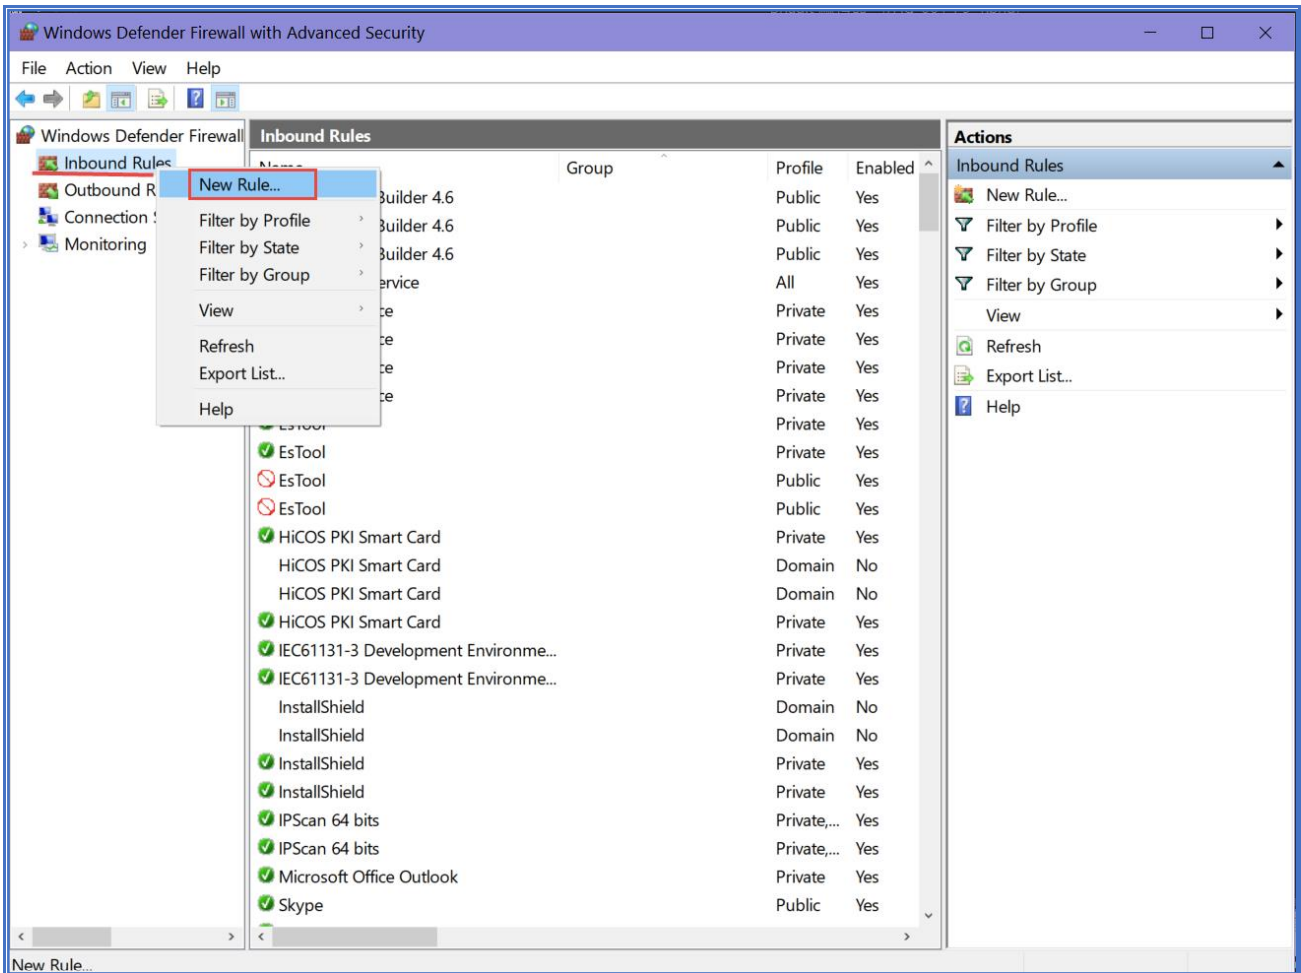 Windows Defender Firewall with Advanced Security
File Action View Help
Windows Defender Firewall
Inbound Rules
Outbound R
Connection
Monitoring
New Rule...
Filter by Profile
Filter by State
Filter by Group
View
Refresh
Export List...
Help
Inbound Rules
Name Group Profile Enabled
Builder 4.6 Public Yes
Builder 4.6 Public Yes
Builder 4.6 Public Yes
ervice All Yes
ce Private Yes
ce Private Yes
ce Private Yes
ce Private Yes
EsTool Private Yes
EsTool Private Yes
EsTool Public Yes
EsTool Public Yes
HiCOS PKI Smart Card Private Yes
HiCOS PKI Smart Card Domain No
HiCOS PKI Smart Card Domain No
HiCOS PKI Smart Card Private Yes
IEC61131-3 Development Environme... Private Yes
IEC61131-3 Development Environme... Private Yes
InstallShield Domain No
InstallShield Domain No
InstallShield Private Yes
InstallShield Private Yes
IPScan 64 bits Private,... Yes
IPScan 64 bits Private,... Yes
Microsoft Office Outlook Private Yes
Skype Public Yes
Actions
Inbound Rules
New Rule...
Filter by Profile
Filter by State
Filter by Group
View
Refresh
Export List...
Help
New Rule...